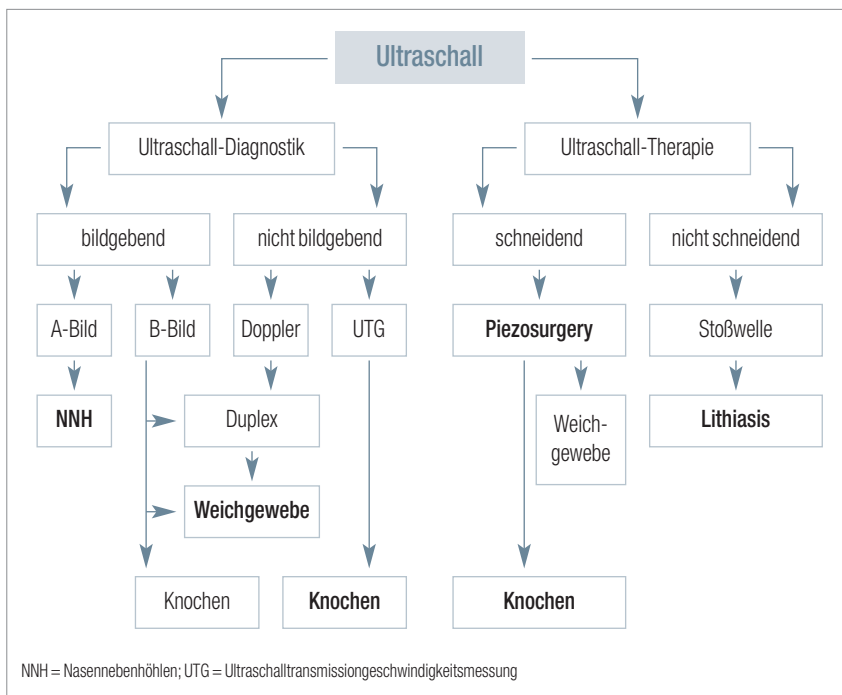 Ultraschall
Ultraschall-Diagnostik
Ultraschall-Therapie
bildgebend
nicht bildgebend
schneidend
nicht schneidend
A-Bild
B-Bild
Doppler
UTG
Piezosurgery
Stoßwelle
NNH
Duplex
Weich-
gewebe
Lithiasis
Weichgewebe
Knochen
Knochen
Knochen
NNH = Nasennebenhöhlen; UTG = Ultraschalltransmissiongeschwindigkeitsmessung